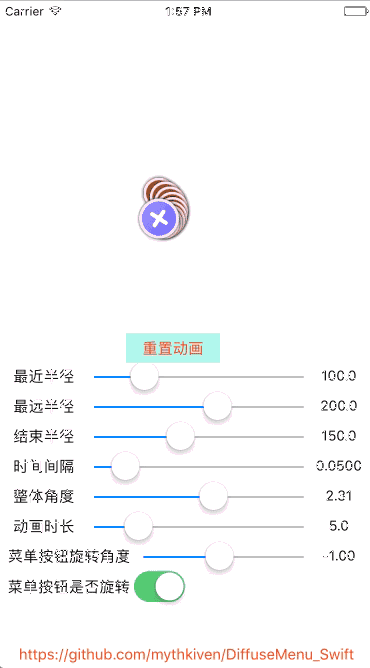 Carrier 1:57 PM
重置动画
最近半径 100.0
最远半径 200.0
结束半径 150.0
时间间隔 0.0500
整体角度 2.31
动画时长 5.0
菜单按钮旋转角度 -1.00
菜单按钮是否旋转
https://github.com/mythkiven/DiffuseMenu_Swift